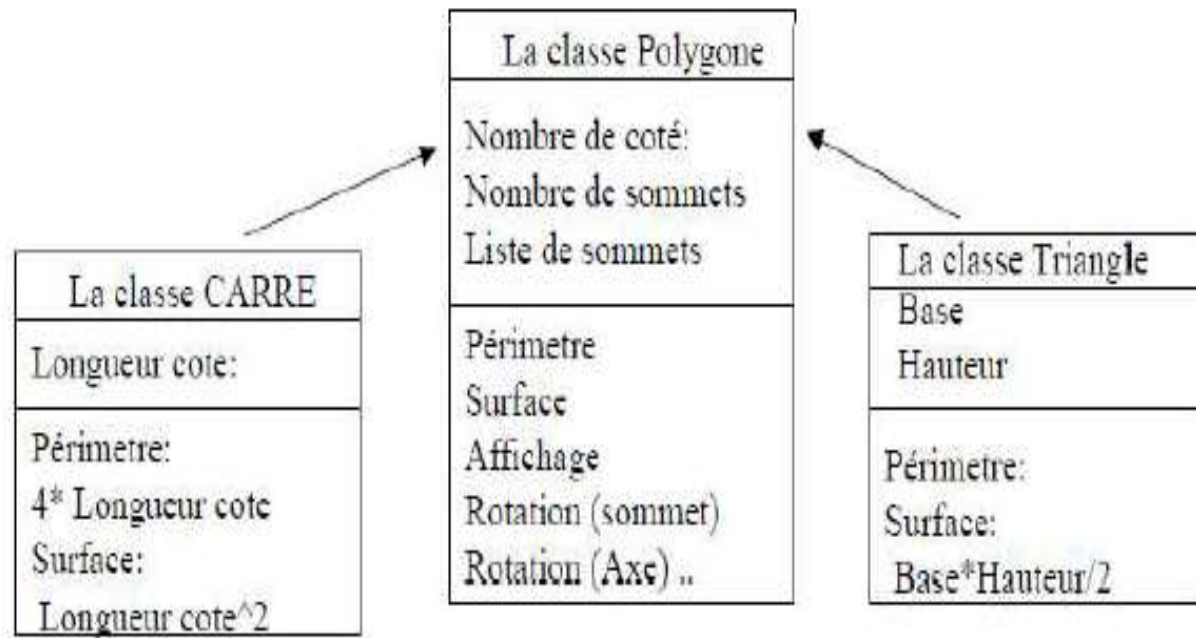 La classe Polygone
Nombre de coté:
Nombre de sommets
Liste de sommets
Périmetre
Surface
Affichage
Rotation (sommet)
Rotation (Axe) ..
La classe CARRE
Longueur cote:
Périmetre:
4* Longueur cote
Surface:
Longueur cote^2
La classe Triangle
Base
Hauteur
Périmetre:
Surface:
Base*Hauteur/2